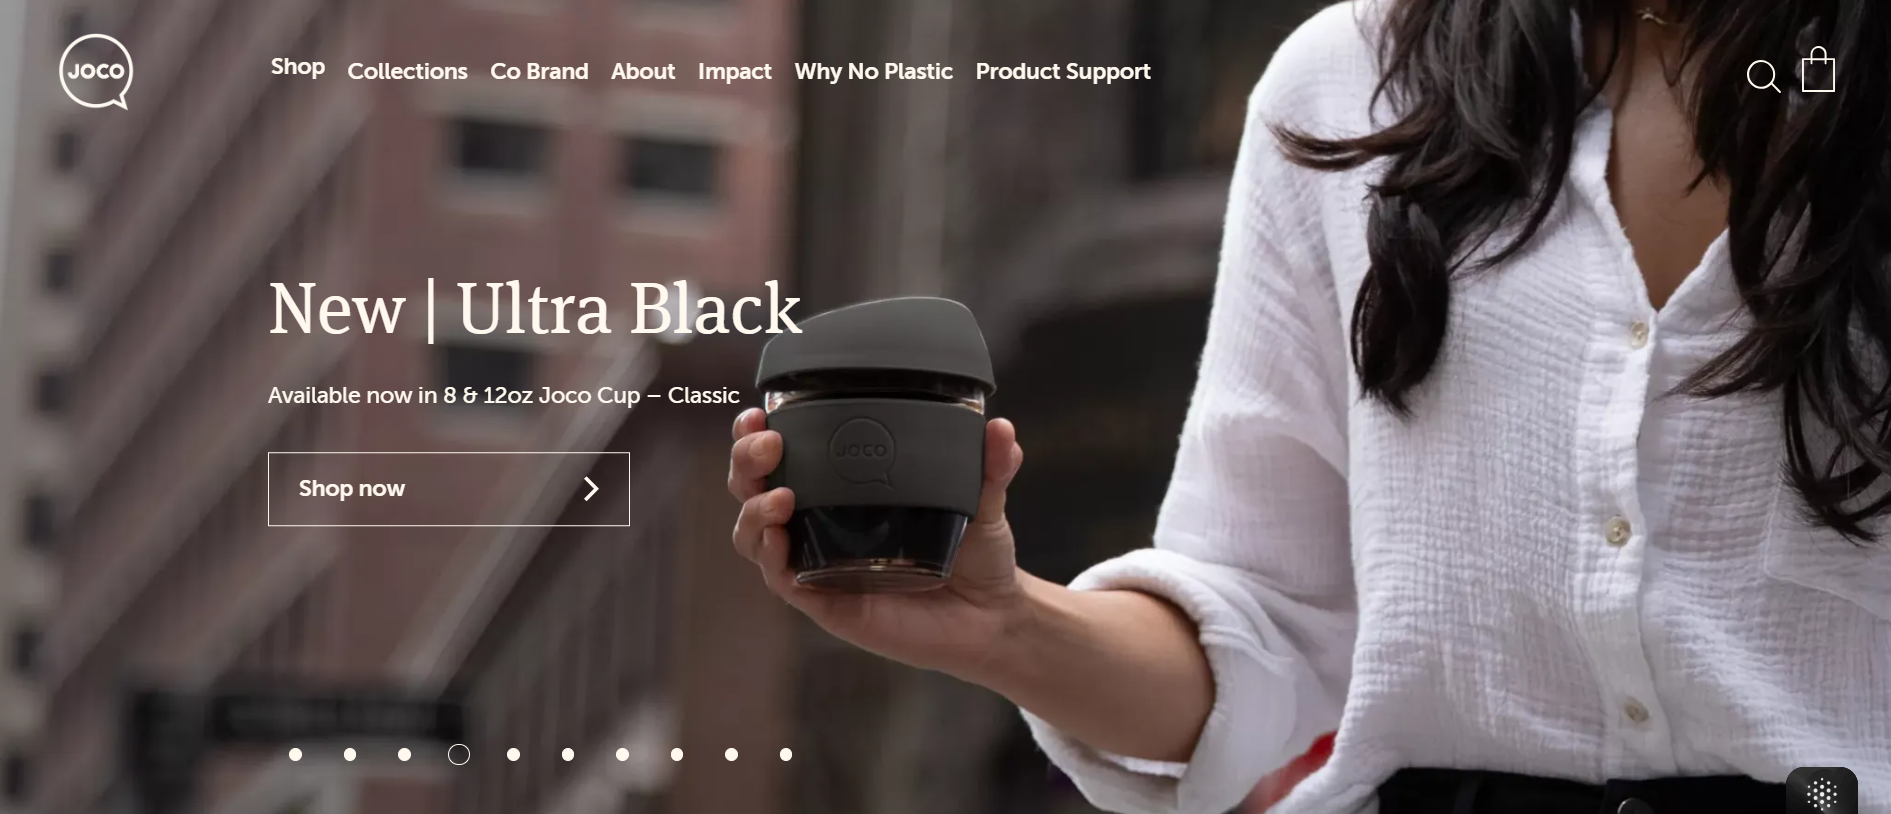 JOCO
Shop Collections Co Brand About Impact Why No Plastic Product Support
New | Ultra Black
Available now in 8 & 12oz Joco Cup – Classic
Shop now
JOCO